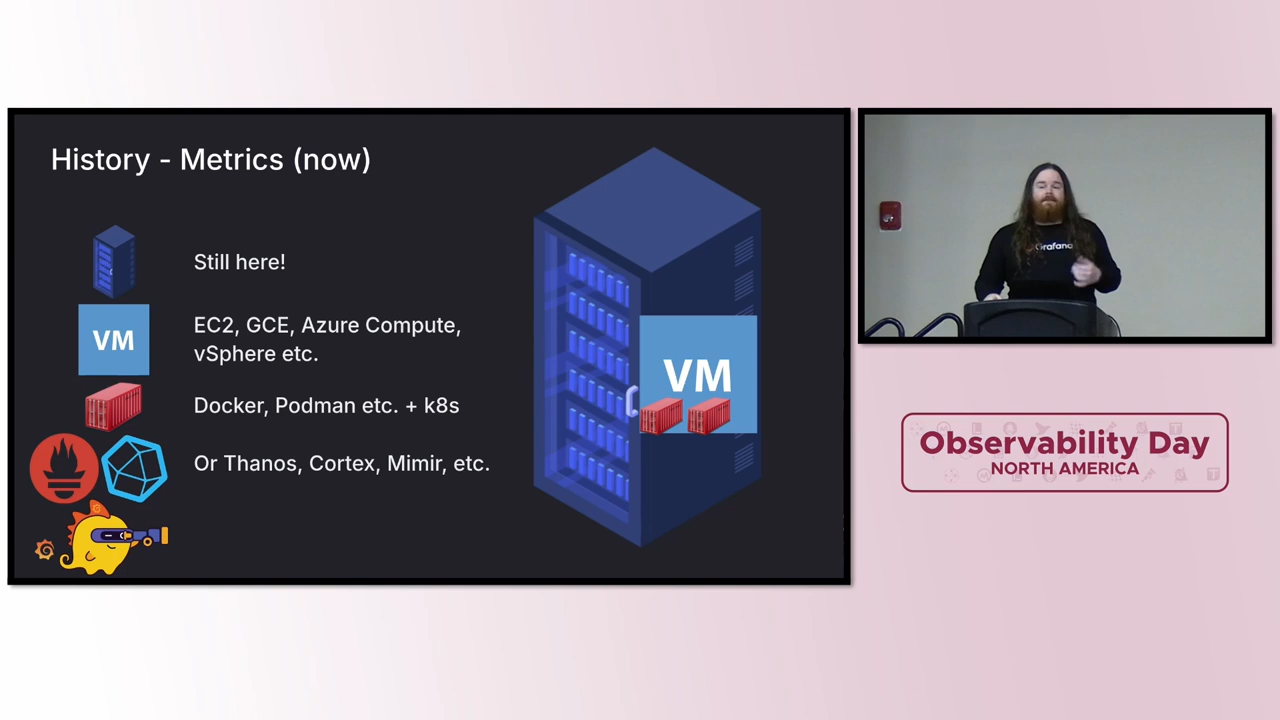 History - Metrics (now)
Still here!
VM
EC2, GCE, Azure Compute,
vSphere etc.
Docker, Podman etc. + k8s
Or Thanos, Cortex, Mimir, etc.
VM
Grafana
Observability Day
NORTH AMERICA